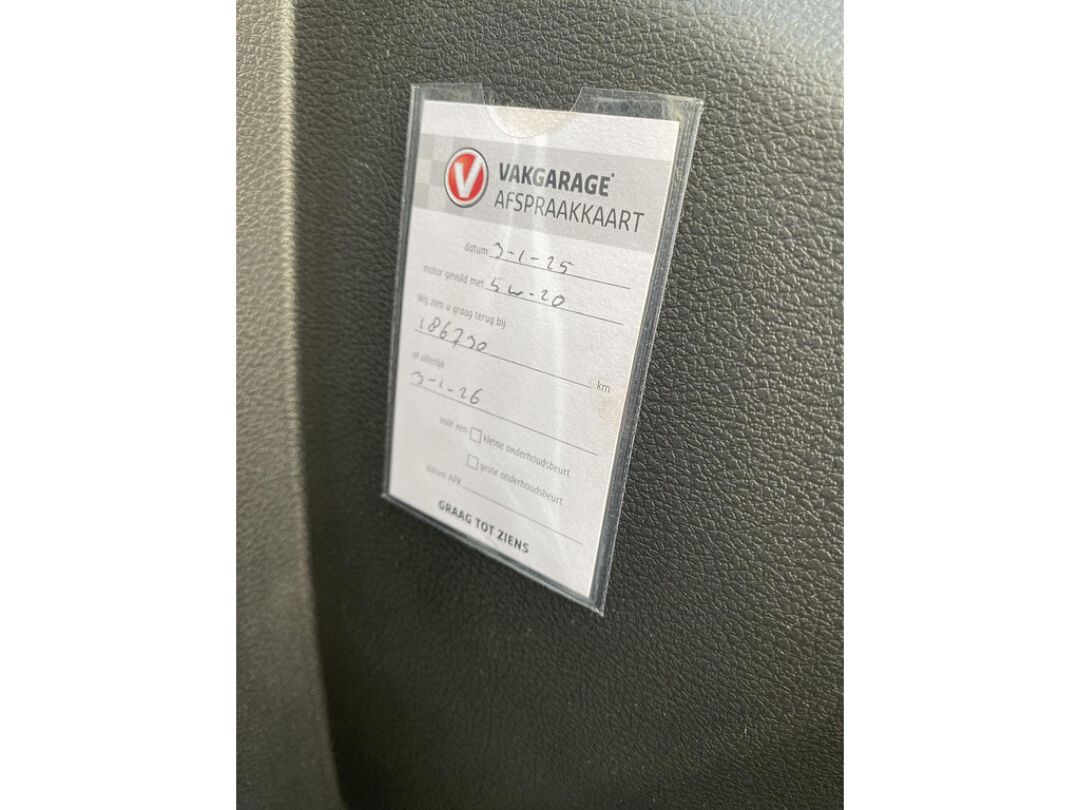 V
VAKGARAGE®
AFSPRAAKKAART
datum 3-1-25
motor gevuld met 5w-20
Wij zien u graag terug bij
186730 km
of uiterlijk
3-1-26
voor een kleine onderhoudsbeurt
grote onderhoudsbeurt
datum APK
GRAAG TOT ZIENS